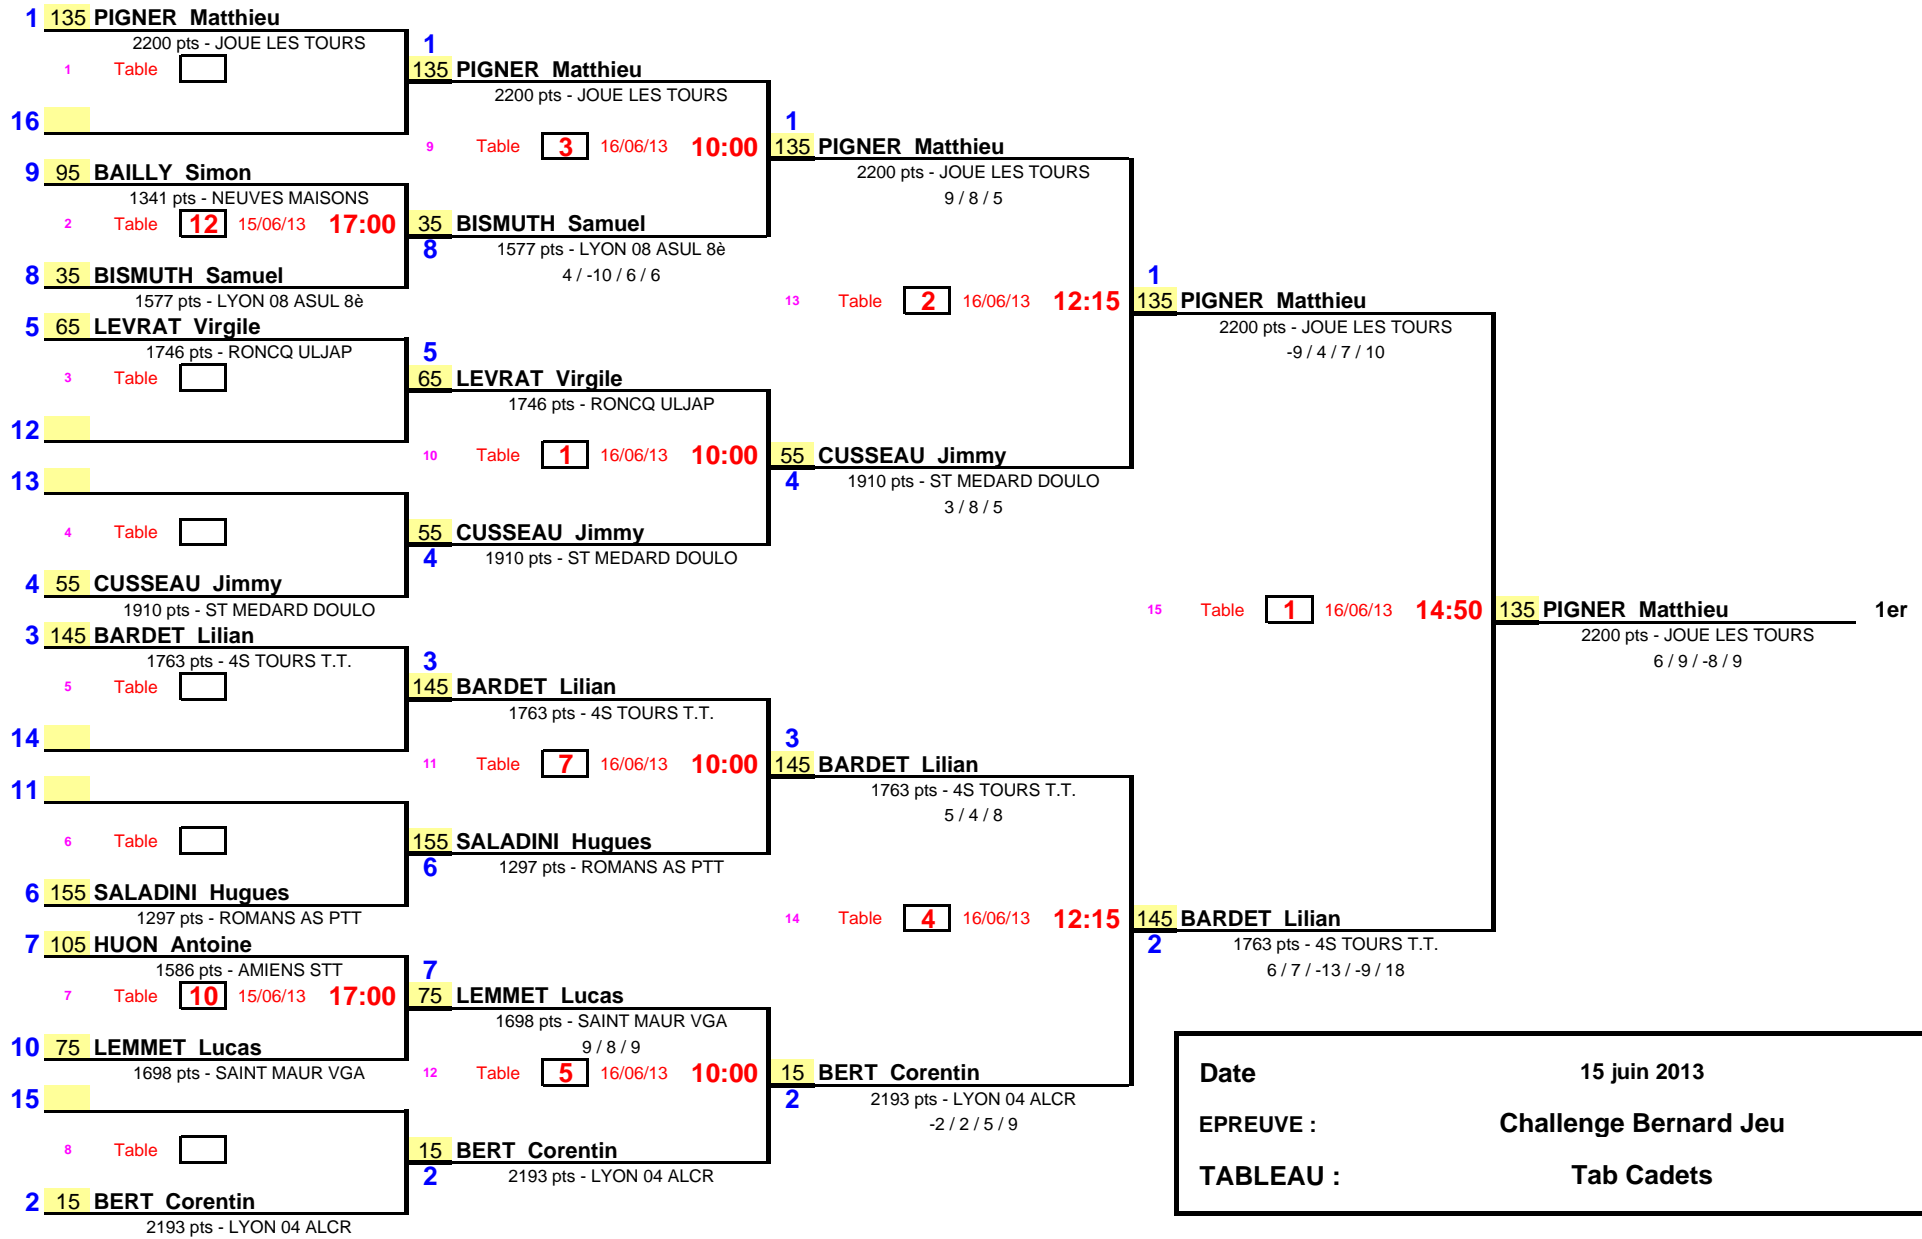 1 135 PIGNER Matthieu
2200 pts - JOUE LES TOURS
1 Table
16
9 95 BAILLY Simon
1341 pts - NEUVES MAISONS
2 Table 12 15/06/13 17:00
8 35 BISMUTH Samuel
1577 pts - LYON 08 ASUL 8è
5 65 LEVRAT Virgile
1746 pts - RONCQ ULJAP
3 Table
12
13
4 Table
4 55 CUSSEAU Jimmy
1910 pts - ST MEDARD DOULO
3 145 BARDET Lilian
1763 pts - 4S TOURS T.T.
5 Table
14
11
6 Table
6 155 SALADINI Hugues
1297 pts - ROMANS AS PTT
7 105 HUON Antoine
1586 pts - AMIENS STT
7 Table 10 15/06/13 17:00
10 75 LEMMET Lucas
1698 pts - SAINT MAUR VGA
15
8 Table
2 15 BERT Corentin
2193 pts - LYON 04 ALCR
1
135 PIGNER Matthieu
2200 pts - JOUE LES TOURS
9 Table 3 16/06/13 10:00
35 BISMUTH Samuel
8
1577 pts - LYON 08 ASUL 8è
4 / -10 / 6 / 6
5
65 LEVRAT Virgile
1746 pts - RONCQ ULJAP
10 Table 1 16/06/13 10:00
55 CUSSEAU Jimmy
4
1910 pts - ST MEDARD DOULO
3
145 BARDET Lilian
1763 pts - 4S TOURS T.T.
11 Table 7 16/06/13 10:00
155 SALADINI Hugues
6
1297 pts - ROMANS AS PTT
7
75 LEMMET Lucas
1698 pts - SAINT MAUR VGA
9 / 8 / 9
12 Table 5 16/06/13 10:00
15 BERT Corentin
2
2193 pts - LYON 04 ALCR
1
135 PIGNER Matthieu
2200 pts - JOUE LES TOURS
9 / 8 / 5
13 Table 2 16/06/13 12:15
55 CUSSEAU Jimmy
4
1910 pts - ST MEDARD DOULO
3 / 8 / 5
3
145 BARDET Lilian
1763 pts - 4S TOURS T.T.
5 / 4 / 8
14 Table 4 16/06/13 12:15
15 BERT Corentin
2
2193 pts - LYON 04 ALCR
-2 / 2 / 5 / 9
1
135 PIGNER Matthieu
2200 pts - JOUE LES TOURS
-9 / 4 / 7 / 10
15 Table 1 16/06/13 14:50
145 BARDET Lilian
2
1763 pts - 4S TOURS T.T.
6 / 7 / -13 / -9 / 18
135 PIGNER Matthieu 1er
2200 pts - JOUE LES TOURS
6 / 9 / -8 / 9
Date 15 juin 2013
EPREUVE : Challenge Bernard Jeu
TABLEAU : Tab Cadets